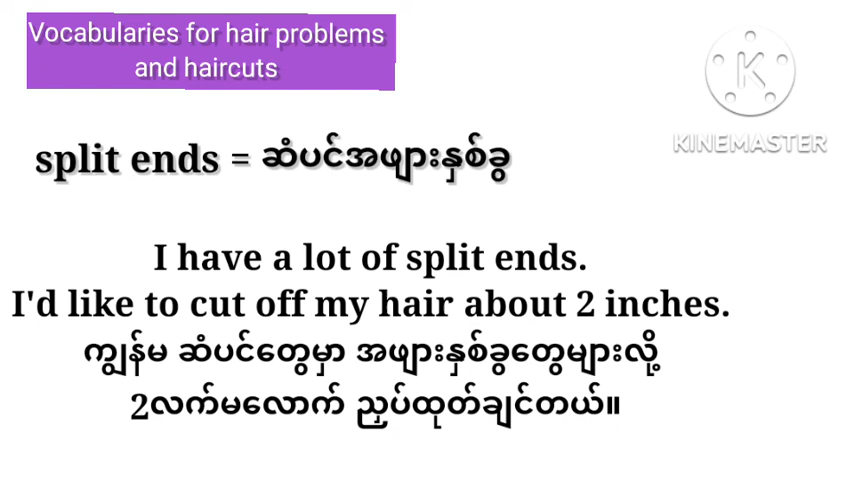 Vocabularies for hair problems
and haircuts
KINEMASTER
split ends = ဆံပင်အဖျားနှစ်ခွ
I have a lot of split ends.
I'd like to cut off my hair about 2 inches.
ကျွန်မ ဆံပင်တွေမှာ အဖျားနှစ်ခွတွေများလို့
2လက်မလောက် ညှပ်ထုတ်ချင်တယ်။